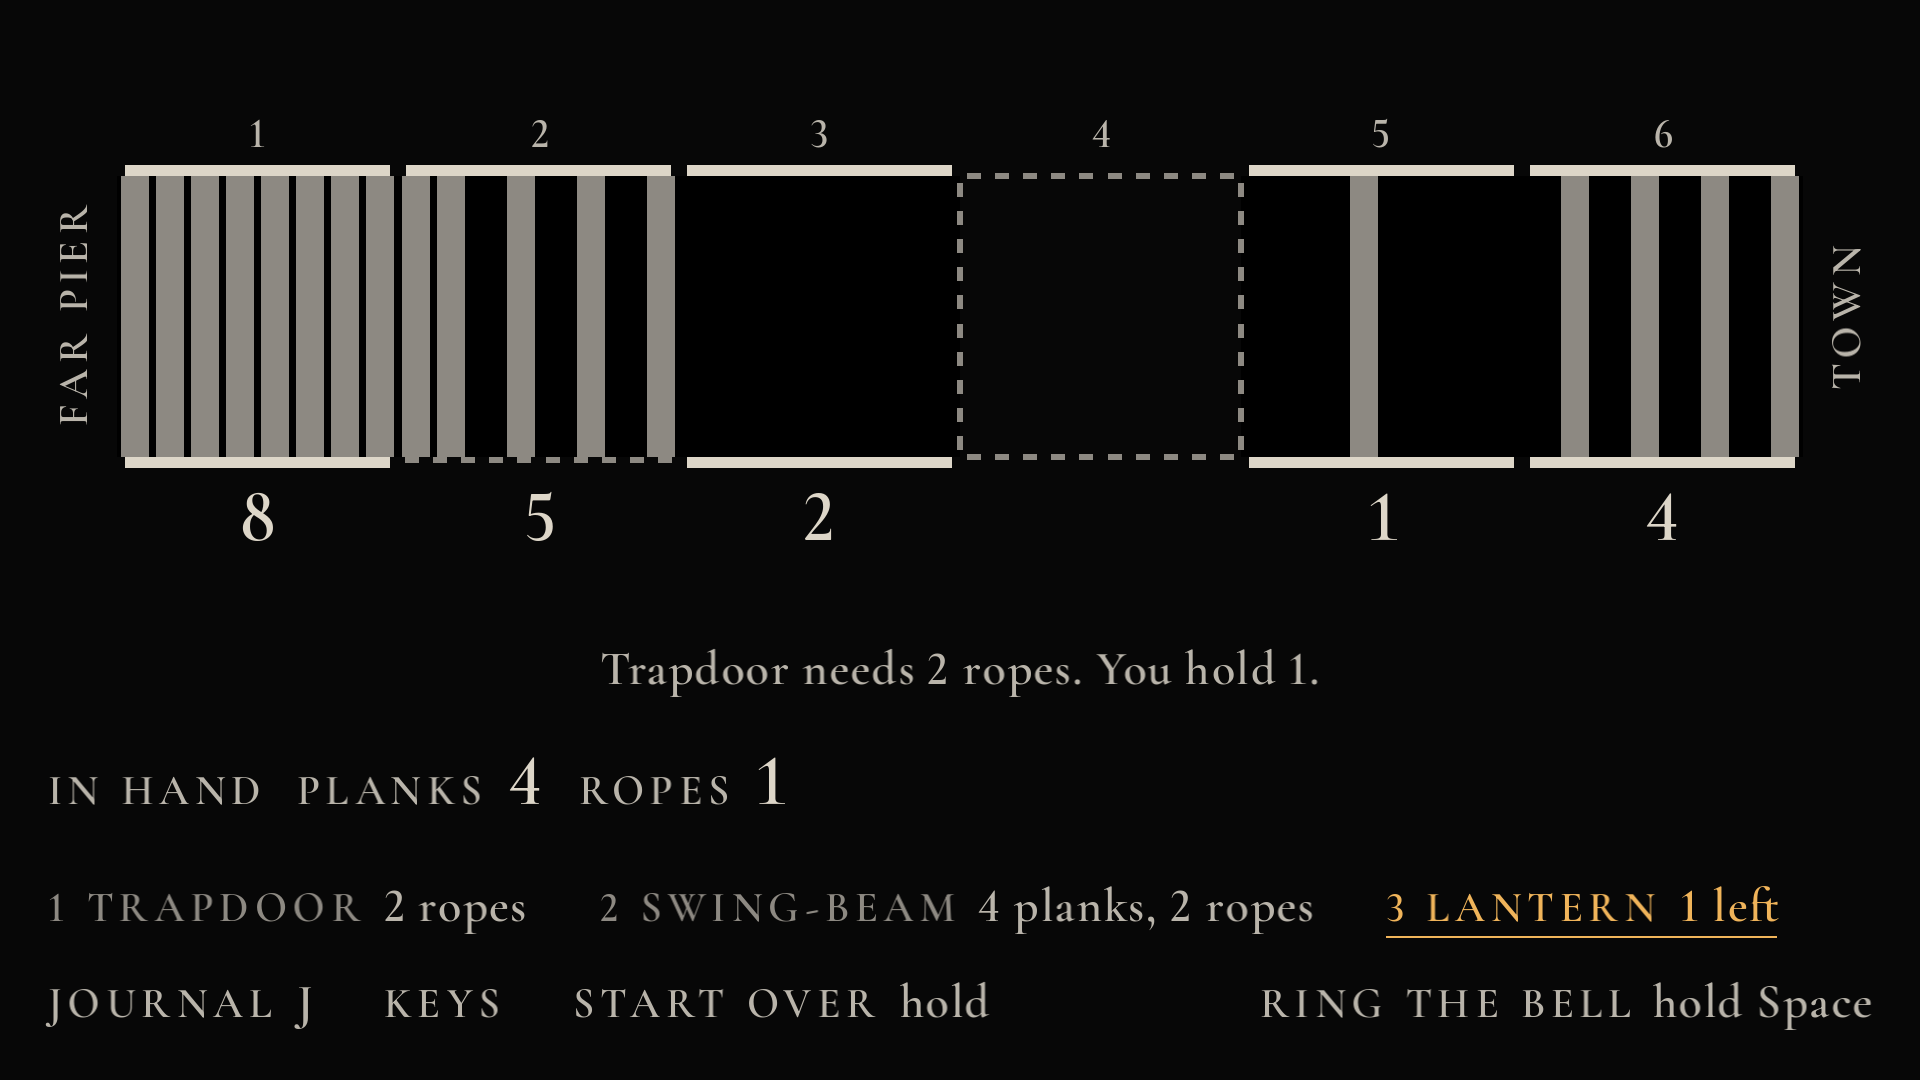 1 2 3 4 5 6
FAR PIER
TOWN
8 5 2 1 4
Trapdoor needs 2 ropes. You hold 1.
IN HAND PLANKS 4 ROPES 1
1 TRAPDOOR 2 ropes 2 SWING-BEAM 4 planks, 2 ropes 3 LANTERN 1 left
JOURNAL J KEYS START OVER hold RING THE BELL hold Space